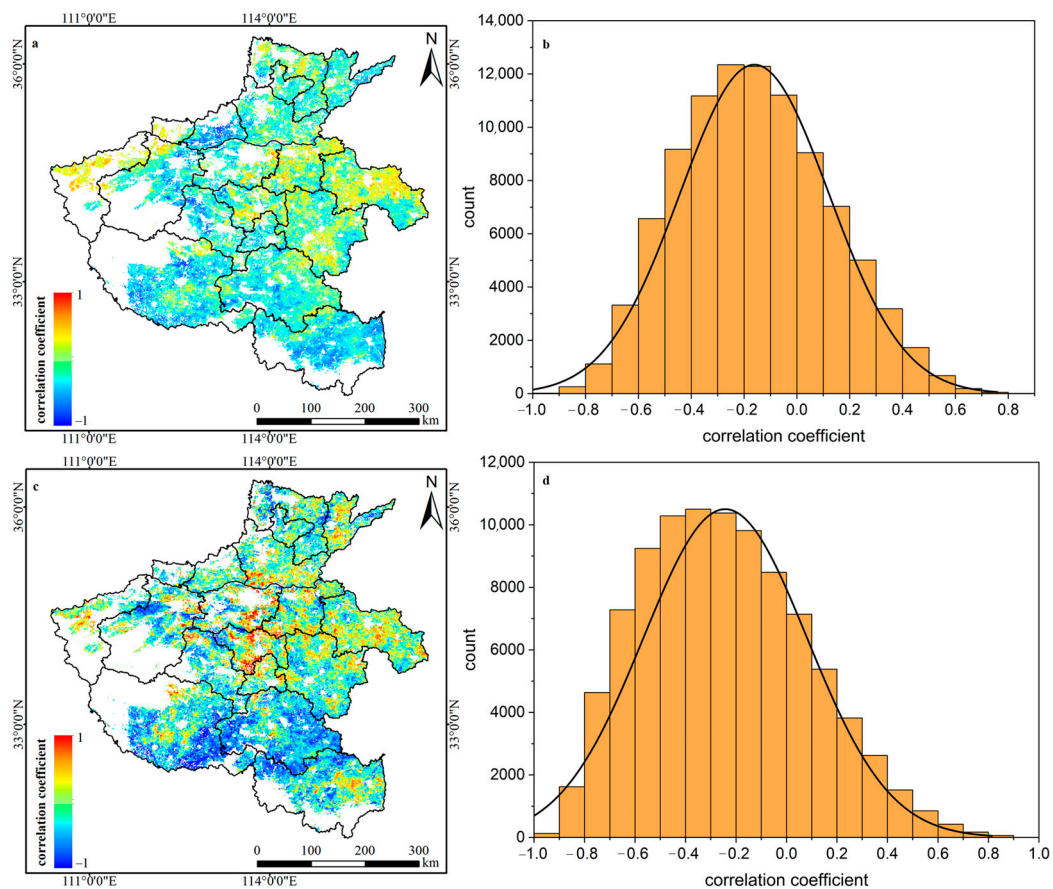 111°0'0"E 114°0'0"E
a
N
36°0'0"N
36°0'0"N
33°0'0"N
33°0'0"N
1
correlation coefficient
−1
0 100 200 300
km
111°0'0"E 114°0'0"E
b
14,000
12,000
10,000
8000
6000
4000
2000
0
count
−1.0 −0.8 −0.6 −0.4 −0.2 0.0 0.2 0.4 0.6 0.8
correlation coefficient
c
N
36°0'0"N
36°0'0"N
33°0'0"N
33°0'0"N
1
correlation coefficient
−1
0 100 200 300
km
111°0'0"E 114°0'0"E
d
12,000
10,000
8000
6000
4000
2000
0
count
−1.0 −0.8 −0.6 −0.4 −0.2 0.0 0.2 0.4 0.6 0.8 1.0
correlation coefficient